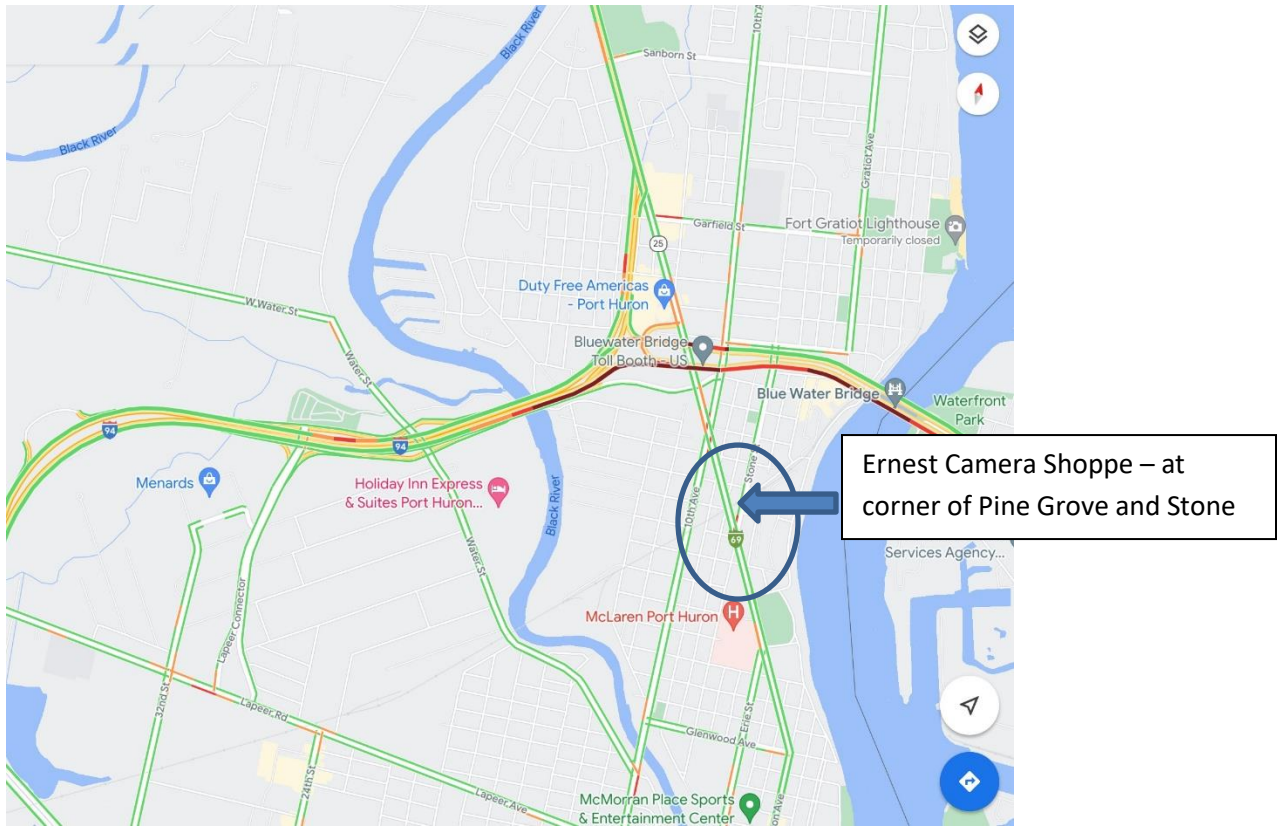 Black River
10th A
Sanborn St
Black River
Gratiot Ave
Garfield St
Fort Gratiot Lighthouse
Temporarily closed
25
Duty Free Americas
- Port Huron
W Water St
Water St
Bluewater Bridge
Toll Booth - US
Blue Water Bridge
Waterfront
Park
94
94
Menards
Holiday Inn Express
& Suites Port Huron...
Black River
10th Ave
Stone S
Ernest Camera Shoppe – at
corner of Pine Grove and Stone
69
Services Agency...
Water St
McLaren Port Huron
H
Lapeer Connector
32nd St
Lapeer Rd
Erie St
Glenwood Ave
24th St
Lapeer Ave
McMorran Place Sports
& Entertainment Center
on Ave